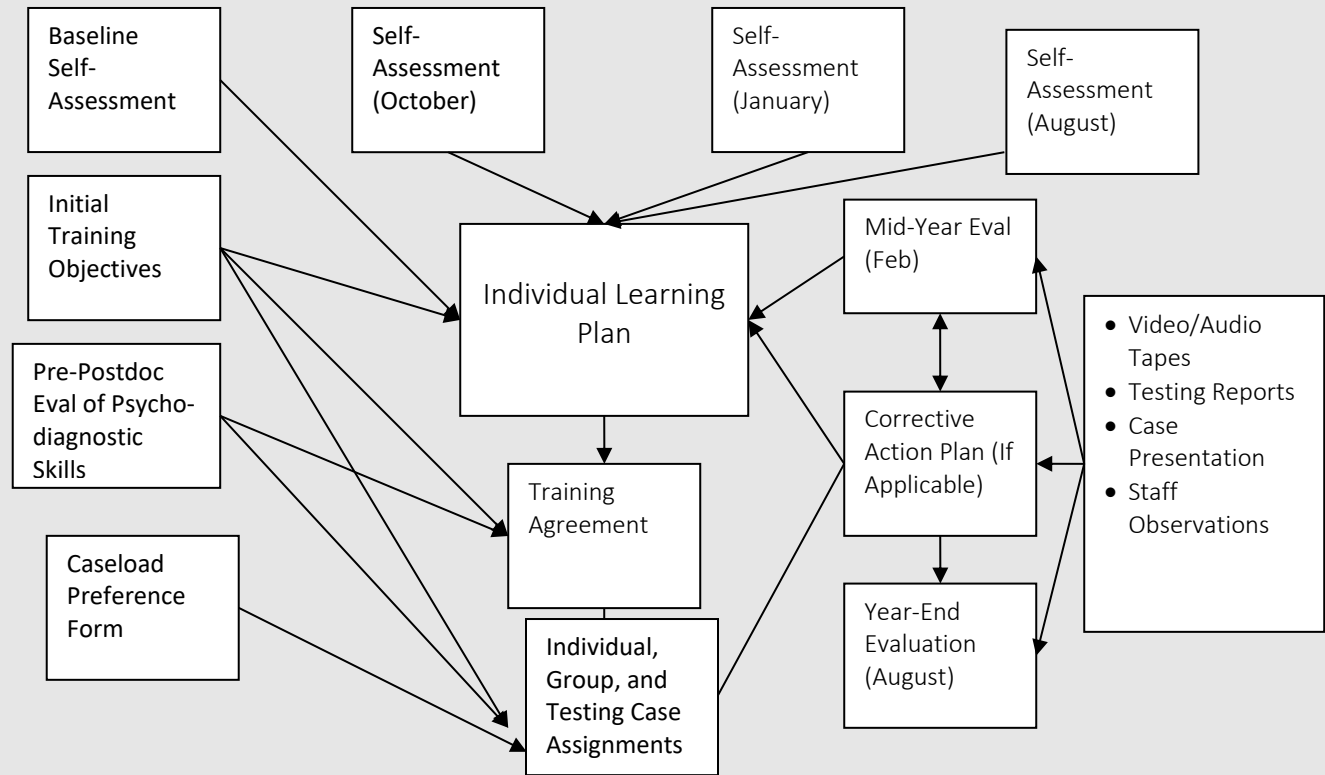 Baseline
Self-
Assessment
Self-
Assessment
(October)
Self-
Assessment
(January)
Self-
Assessment
(August)
Initial
Training
Objectives
Individual Learning
Plan
Mid-Year Eval
(Feb)
• Video/Audio
Tapes
• Testing Reports
• Case
Presentation
• Staff
Observations
Pre-Postdoc
Eval of Psycho-
diagnostic
Skills
Training
Agreement
Corrective
Action Plan (If
Applicable)
Caseload
Preference
Form
Individual,
Group, and
Testing Case
Assignments
Year-End
Evaluation
(August)